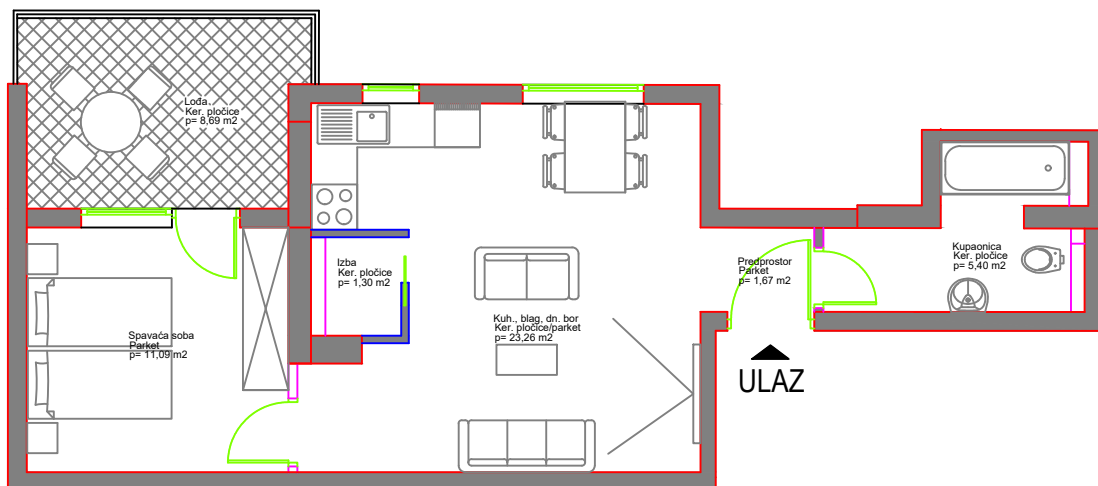 Lođa
Ker. pločice
p= 8,69 m2
Izba
Ker. pločice
p= 1,30 m2
Predprostor
Parket
p= 1,67 m2
Kupaonica
Ker. pločice
p= 5,40 m2
Spavaća soba
Parket
p= 11,09 m2
Kuh., blag, dn. bor
Ker. pločice/parket
p= 23,26 m2
ULAZ